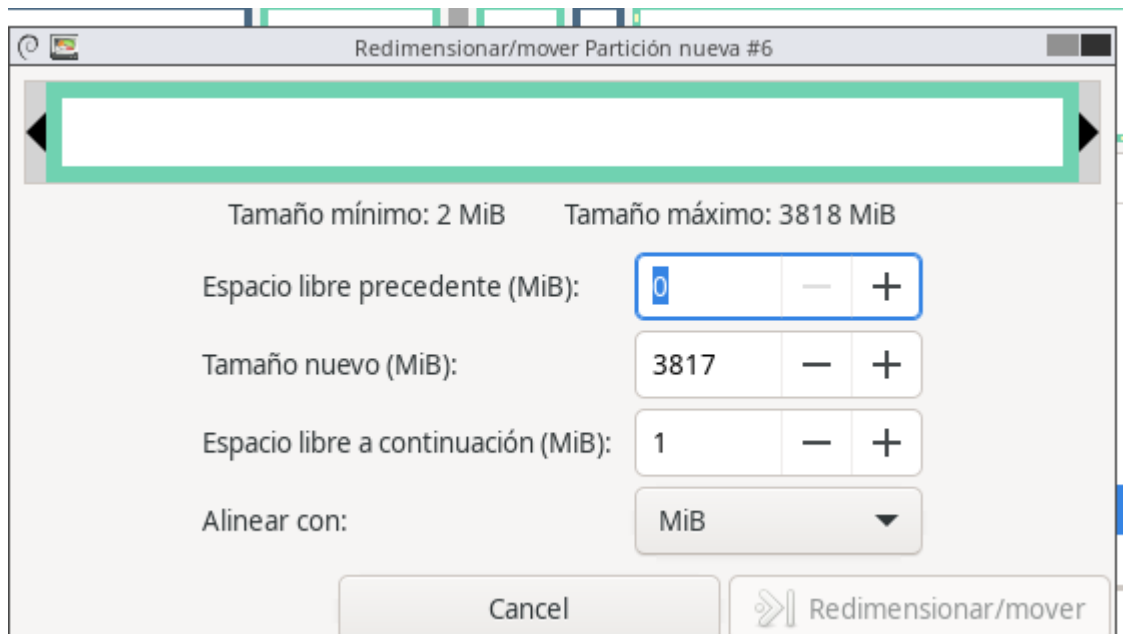 Redimensionar/mover Partición nueva #6
Tamaño mínimo: 2 MiB Tamaño máximo: 3818 MiB
Espacio libre precedente (MiB): 0
Tamaño nuevo (MiB): 3817
Espacio libre a continuación (MiB): 1
Alinear con: MiB
Cancel Redimensionar/mover